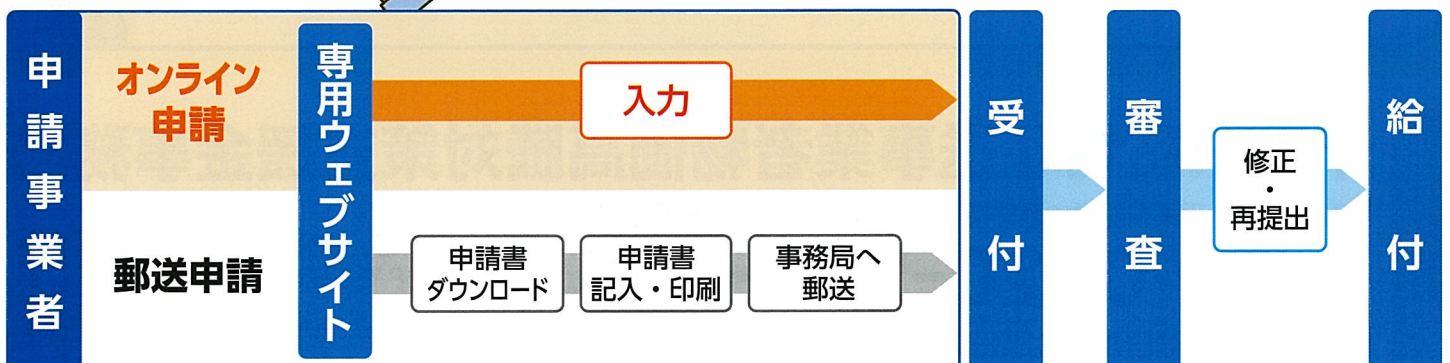 申請事業者
オンライン
申請
専用ウェブサイト
入力
郵送申請
申請書
ダウンロード
申請書
記入・印刷
事務局へ
郵送
受付
審査
修正
・
再提出
給付